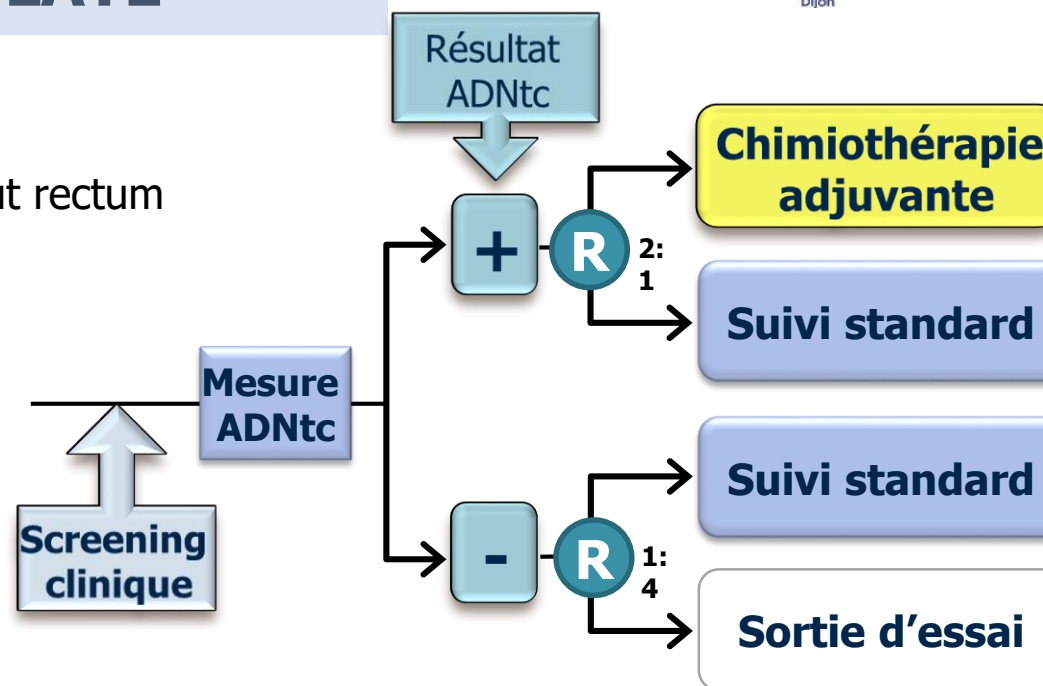 Dijon
Résultat
ADNtc
ut rectum
Chimiothérapie
adjuvante
+
R
2:
1
Suivi standard
Mesure
ADNtc
Suivi standard
Screening
clinique
-
R
1:
4
Sortie d’essai